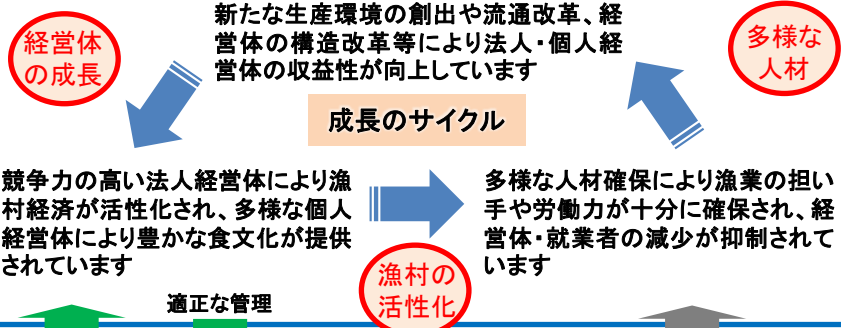 新たな生産環境の創出や流通改革、経
営体の構造改革等により法人・個人経
営体の収益性が向上しています
経営体
の成長
多様な
人材
成長のサイクル
競争力の高い法人経営体により漁
村経済が活性化され、多様な個人
経営体により豊かな食文化が提供
されています
多様な人材確保により漁業の担い
手や労働力が十分に確保され、経
営体・就業者の減少が抑制されて
います
漁村の
活性化
適正な管理